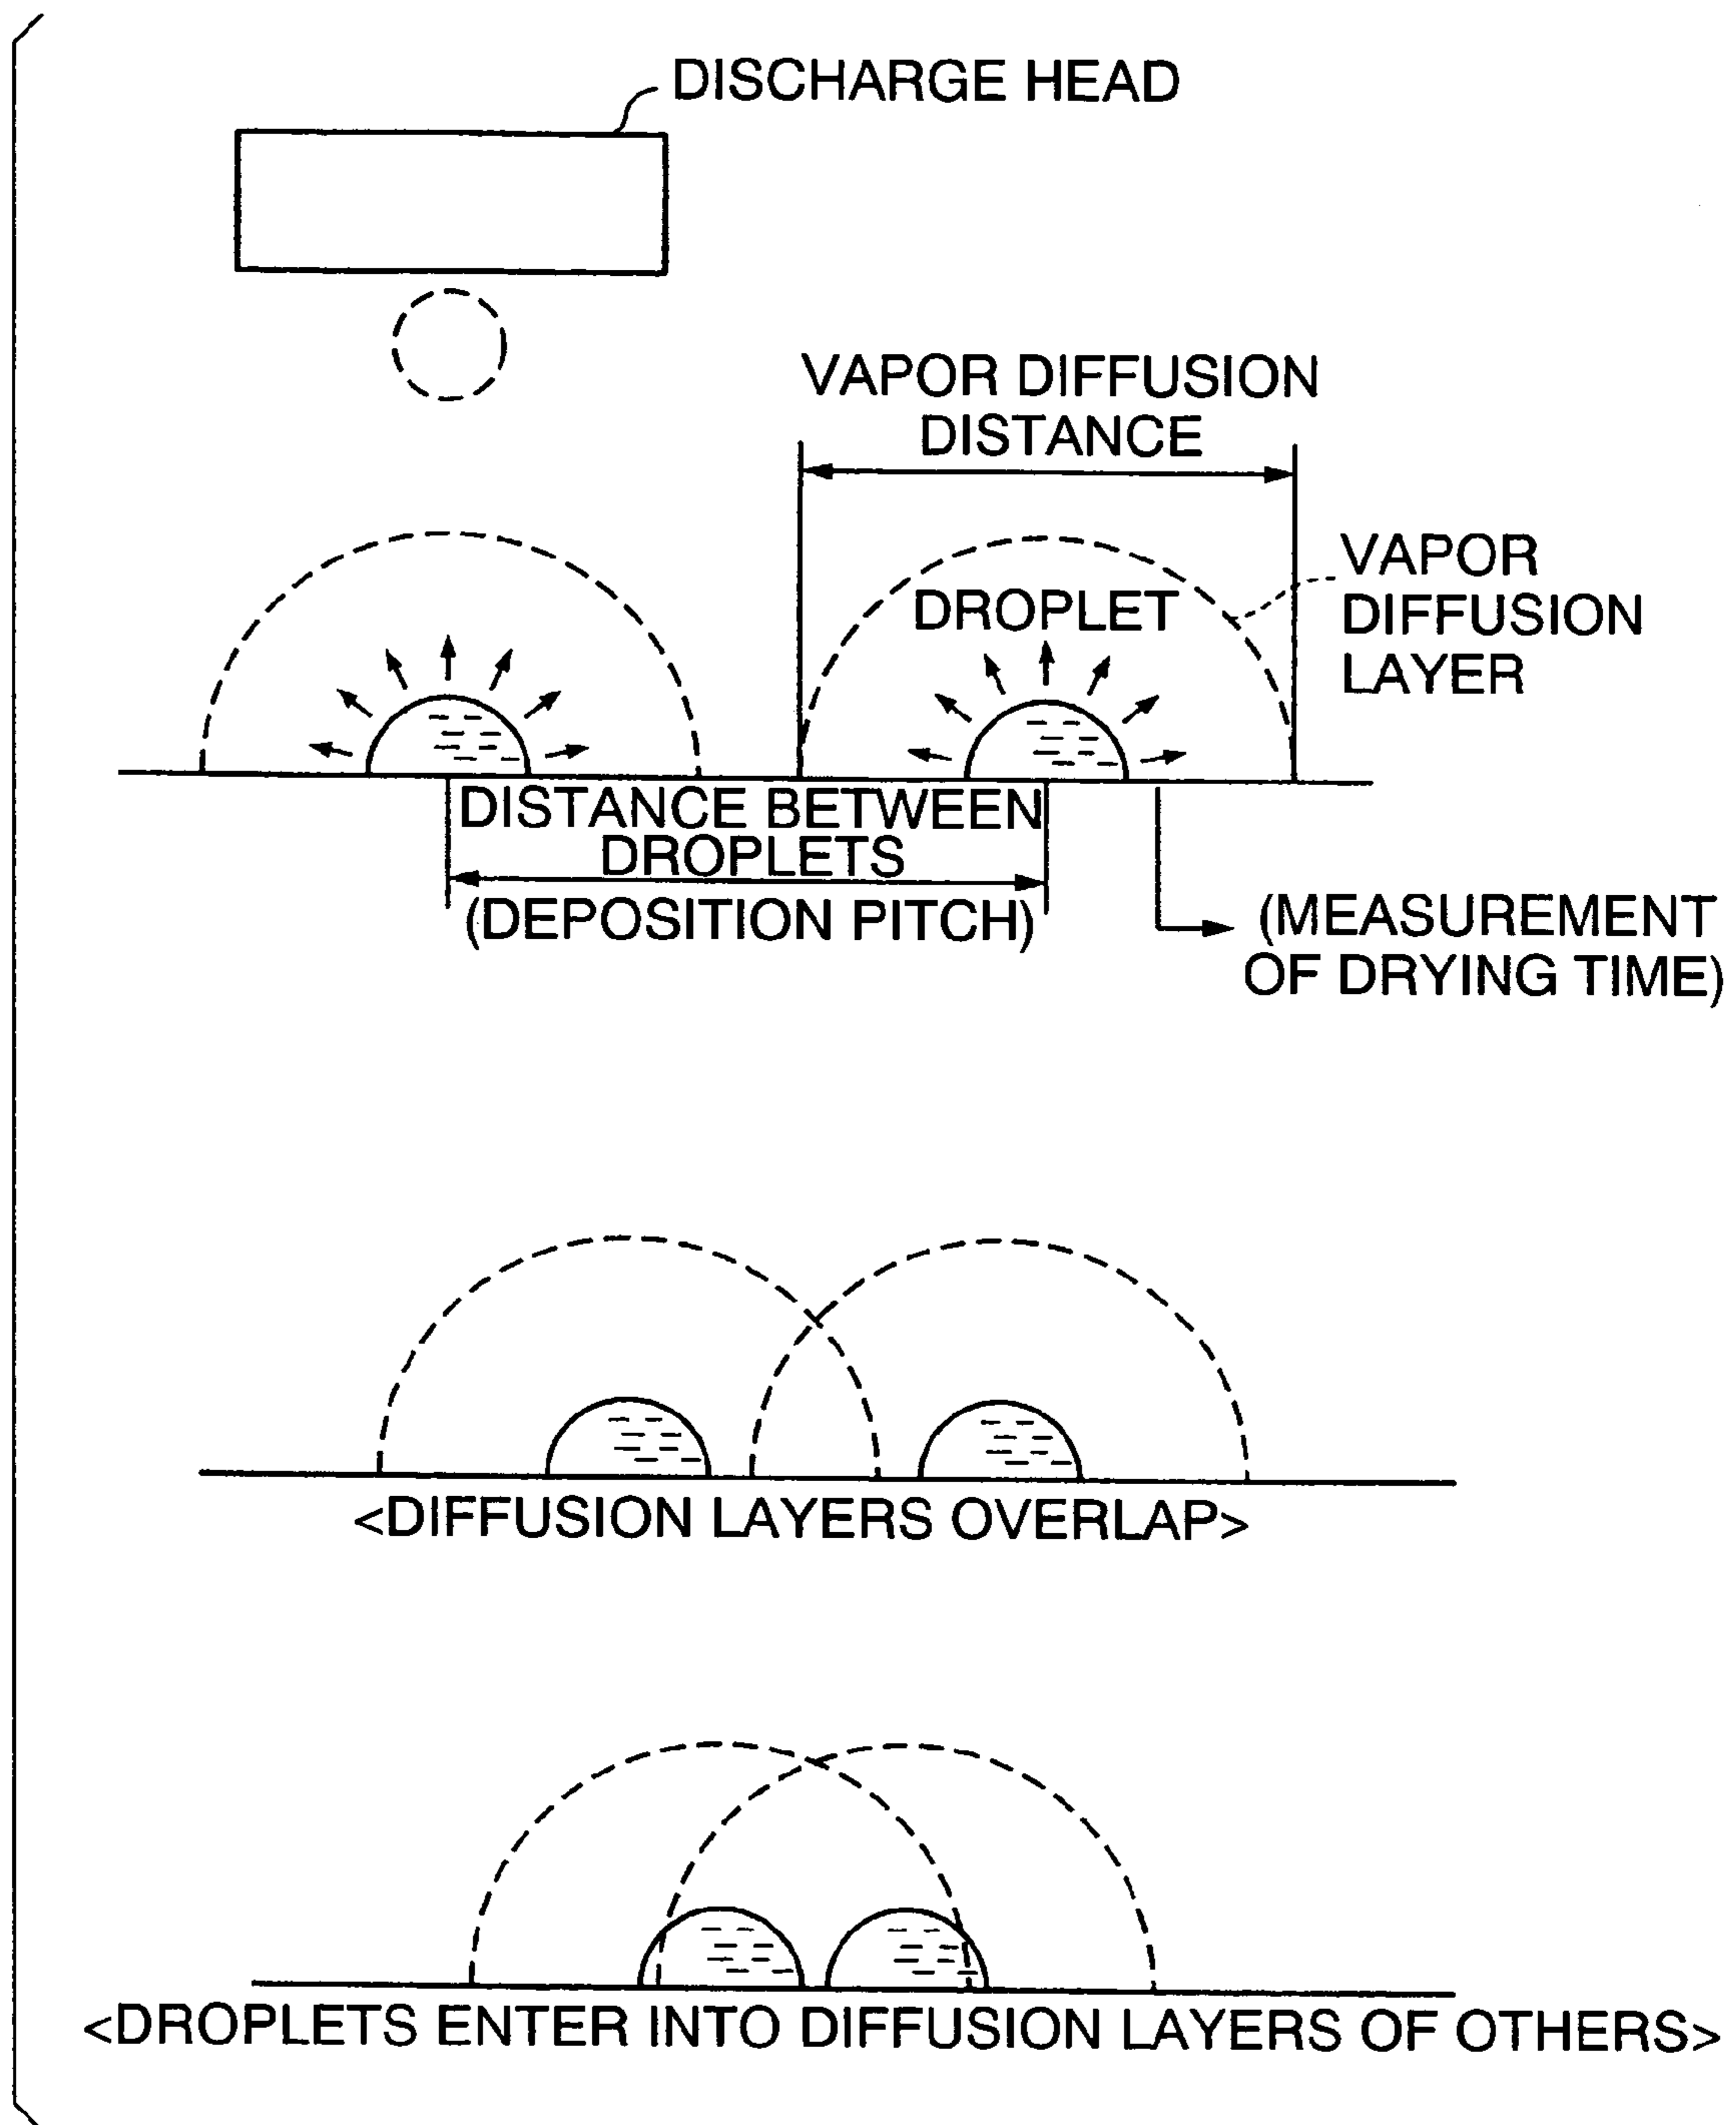 DISCHARGE HEAD
VAPOR DIFFUSION
DISTANCE
VAPOR
DIFFUSION
LAYER
DROPLET
DISTANCE BETWEEN
DROPLETS
(DEPOSITION PITCH)
(MEASUREMENT
OF DRYING TIME)
<DIFFUSION LAYERS OVERLAP>
<DROPLETS ENTER INTO DIFFUSION LAYERS OF OTHERS>